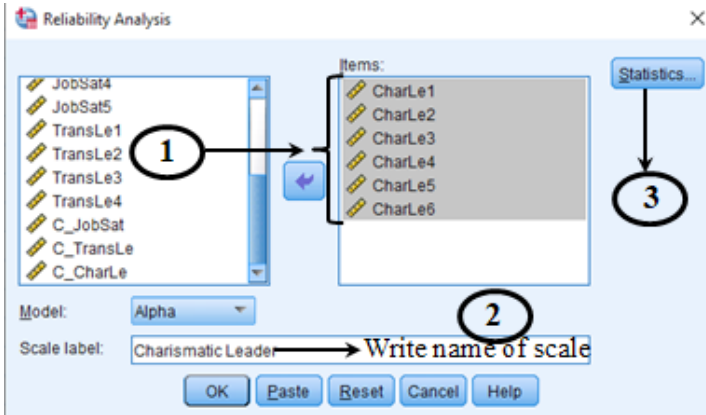 Reliability Analysis
Items:
Statistics...
JobSat4
JobSat5
TransLe1
TransLe2
TransLe3
TransLe4
C_JobSat
C_TransLe
C_CharLe
1
CharLe1
CharLe2
CharLe3
CharLe4
CharLe5
CharLe6
3
2
Model: Alpha
Scale label: Charismatic Leader Write name of scale
OK Paste Reset Cancel Help